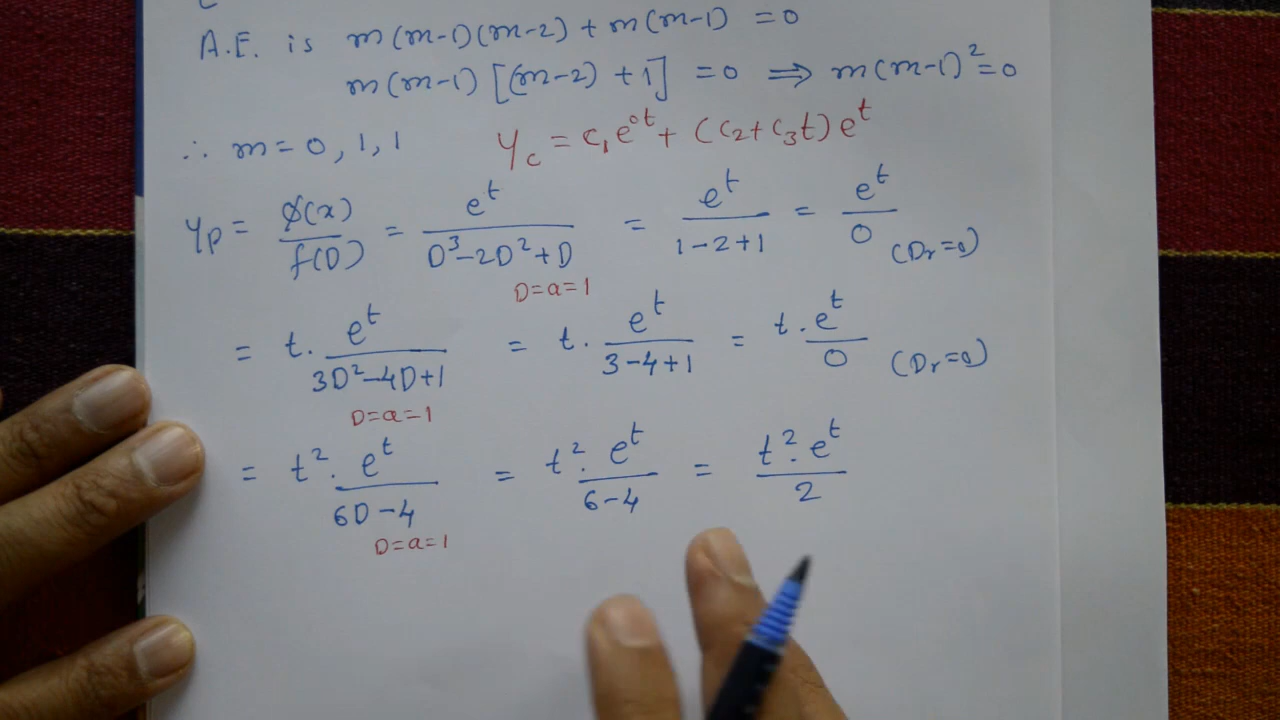 A.E. is m(m-1)(m-2) + m(m-1) = 0
m(m-1) [(m-2) + 1] = 0 ⟹ m(m-1)² = 0
∴ m = 0, 1, 1 y_c = c₁e^{0t} + (c₂ + c₃t) e^t
y_p = ϕ(x)/f(D) = e^t/(D³-2D²+D) = e^t/(1-2+1) = e^t/0 (Dr=0)
D=a=1
= t. e^t/(3D²-4D+1) = t. e^t/(3-4+1) = t.e^t/0 (Dr=0)
D=a=1
= t². e^t/(6D-4) = t². e^t/(6-4) = t².e^t/2
D=a=1